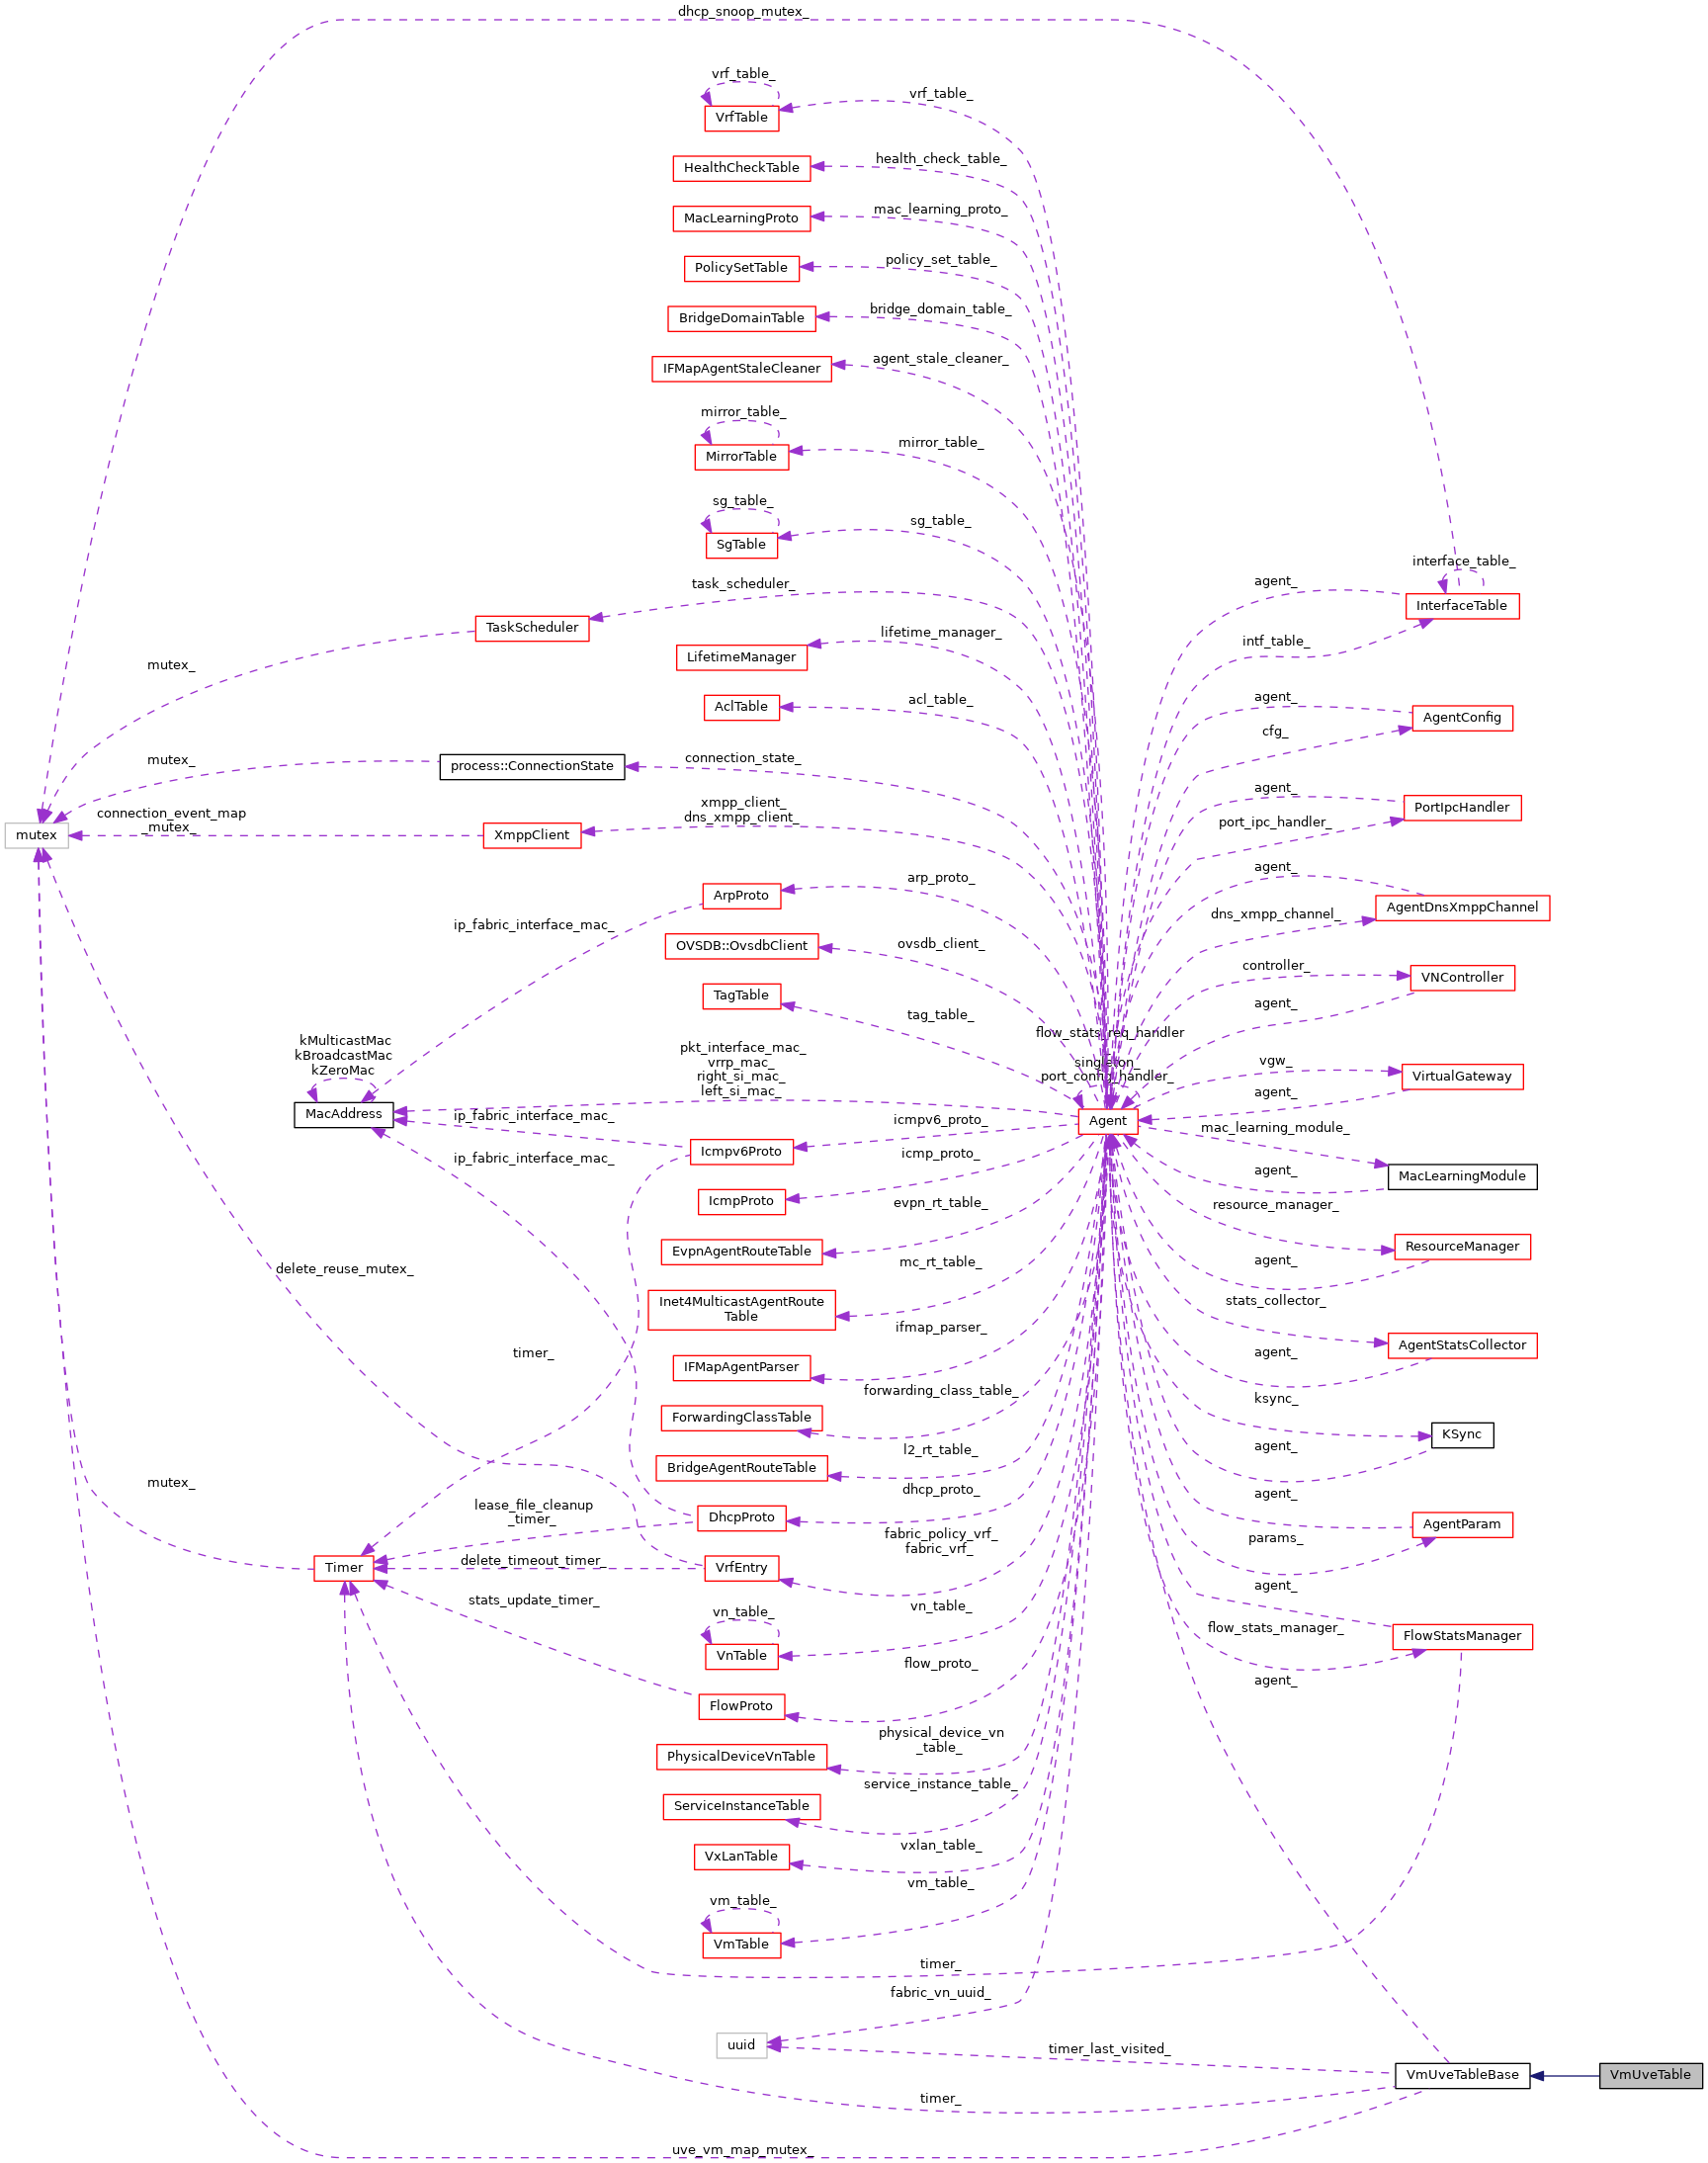 dhcp_snoop_mutex_
vrf_table_
vrf_table_
VrfTable
health_check_table_
HealthCheckTable
mac_learning_proto_
MacLearningProto
policy_set_table_
PolicySetTable
bridge_domain_table_
BridgeDomainTable
agent_stale_cleaner_
IFMapAgentStaleCleaner
mirror_table_
mirror_table_
MirrorTable
sg_table_
sg_table_
SgTable
interface_table_
agent_
task_scheduler_
InterfaceTable
TaskScheduler
lifetime_manager_
intf_table_
LifetimeManager
mutex_
agent_
acl_table_
AclTable
AgentConfig
cfg_
connection_state_
mutex_
process::ConnectionState
agent_
xmpp_client_
dns_xmpp_client_
PortIpcHandler
connection_event_map
_mutex_
port_ipc_handler_
mutex
XmppClient
agent_
arp_proto_
ArpProto
AgentDnsXmppChannel
dns_xmpp_channel_
ip_fabric_interface_mac_
ovsdb_client_
OVSDB::OvsdbClient
controller_
VNController
TagTable
agent_
tag_table_
flow_stats_req_handler
singleton_
port_config_handler_
kMulticastMac
kBroadcastMac
kZeroMac
pkt_interface_mac_
vrrp_mac_
right_si_mac_
left_si_mac_
vgw_
VirtualGateway
agent_
MacAddress
ip_fabric_interface_mac_
icmpv6_proto_
Agent
mac_learning_module_
Icmpv6Proto
icmp_proto_
ip_fabric_interface_mac_
agent_
MacLearningModule
IcmpProto
evpn_rt_table_
resource_manager_
EvpnAgentRouteTable
ResourceManager
mc_rt_table_
agent_
delete_reuse_mutex_
Inet4MulticastAgentRoute
Table
stats_collector_
ifmap_parser_
AgentStatsCollector
timer_
agent_
IFMapAgentParser
forwarding_class_table_
ksync_
ForwardingClassTable
KSync
l2_rt_table_
agent_
BridgeAgentRouteTable
mutex_
dhcp_proto_
agent_
lease_file_cleanup
_timer_
DhcpProto
AgentParam
fabric_policy_vrf_
fabric_vrf_
params_
Timer
delete_timeout_timer_
VrfEntry
agent_
stats_update_timer_
vn_table_
vn_table_
flow_stats_manager_
FlowStatsManager
VnTable
flow_proto_
agent_
FlowProto
physical_device_vn
_table_
PhysicalDeviceVnTable
service_instance_table_
ServiceInstanceTable
vxlan_table_
VxLanTable
vm_table_
vm_table_
VmTable
timer_
fabric_vn_uuid_
uuid
timer_last_visited_
VmUveTableBase
VmUveTable
timer_
uve_vm_map_mutex_